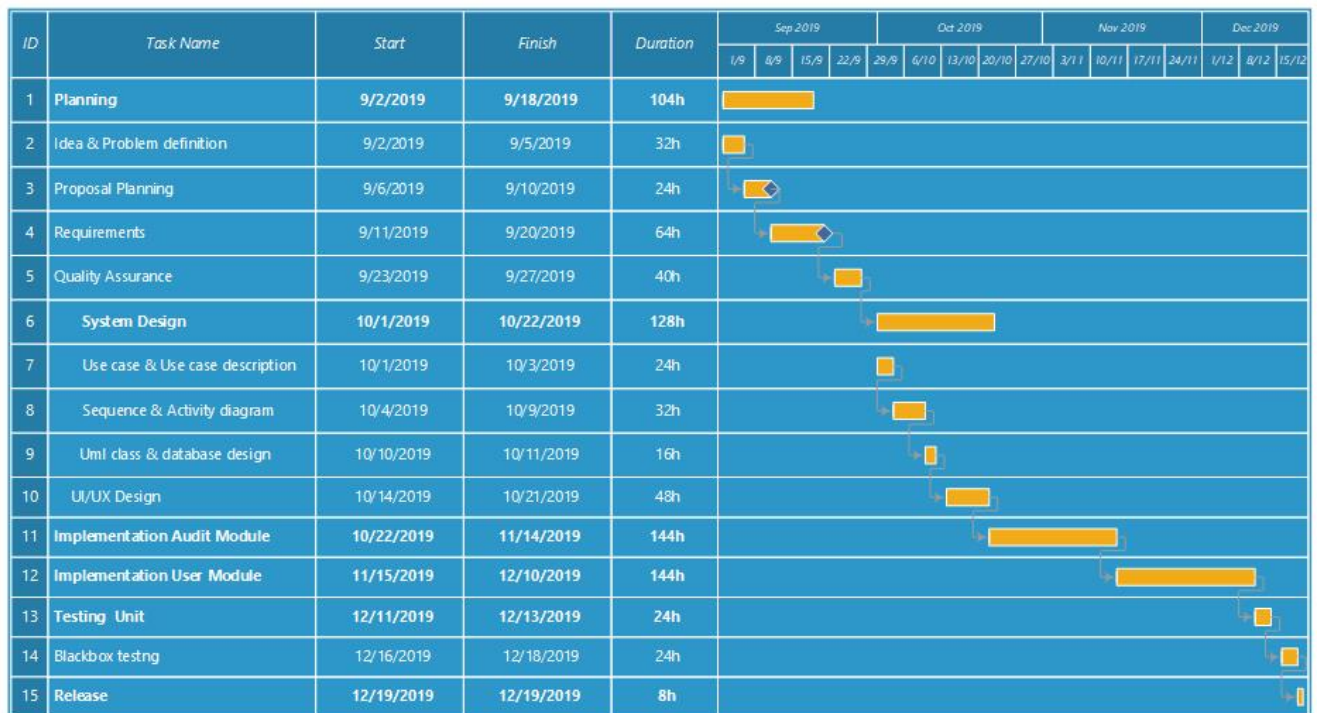 ID Task Name Start Finish Duration Sep 2019 Oct 2019 Nov 2019 Dec 2019
1/9 8/9 15/9 22/9 29/9 6/10 13/10 20/10 27/10 3/11 10/11 17/11 24/11 1/12 8/12 15/12
1 Planning 9/2/2019 9/18/2019 104h
2 Idea & Problem definition 9/2/2019 9/5/2019 32h
3 Proposal Planning 9/6/2019 9/10/2019 24h
4 Requirements 9/11/2019 9/20/2019 64h
5 Quality Assurance 9/23/2019 9/27/2019 40h
6 System Design 10/1/2019 10/22/2019 128h
7 Use case & Use case description 10/1/2019 10/3/2019 24h
8 Sequence & Activity diagram 10/4/2019 10/9/2019 32h
9 Uml class & database design 10/10/2019 10/11/2019 16h
10 UI/UX Design 10/14/2019 10/21/2019 48h
11 Implementation Audit Module 10/22/2019 11/14/2019 144h
12 Implementation User Module 11/15/2019 12/10/2019 144h
13 Testing Unit 12/11/2019 12/13/2019 24h
14 Blackbox testng 12/16/2019 12/18/2019 24h
15 Release 12/19/2019 12/19/2019 8h